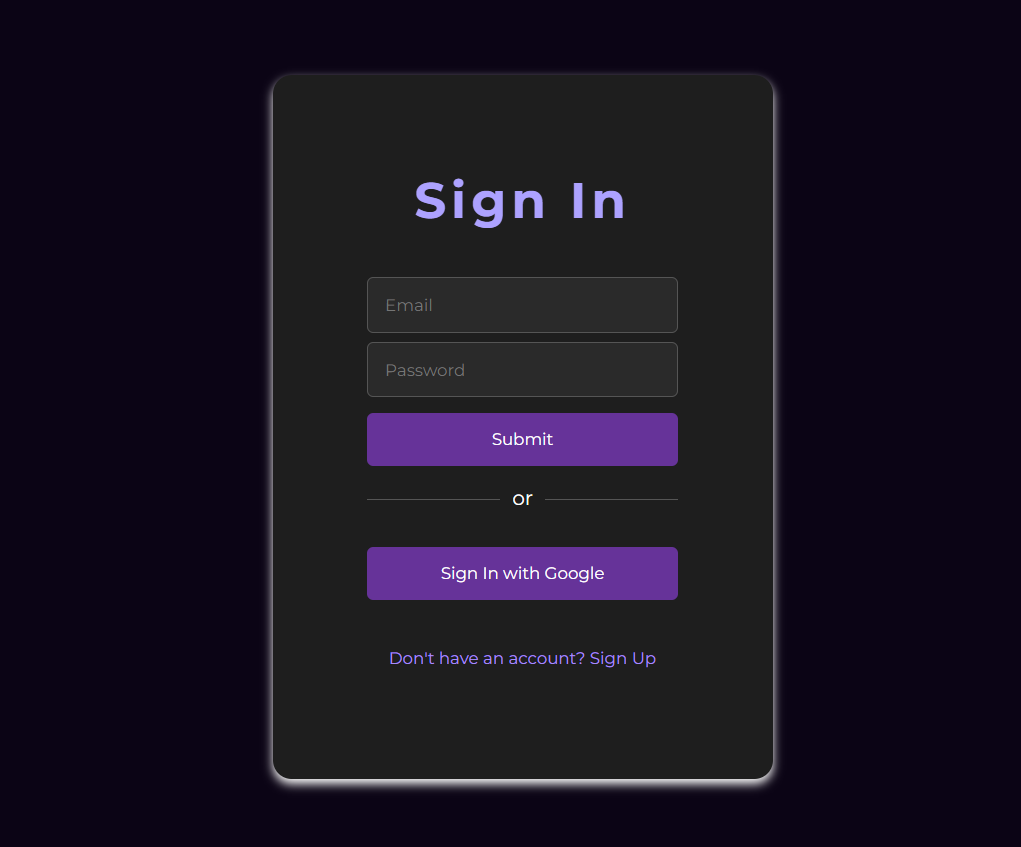 Sign In
Email
Password
Submit
or
Sign In with Google
Don't have an account? Sign Up